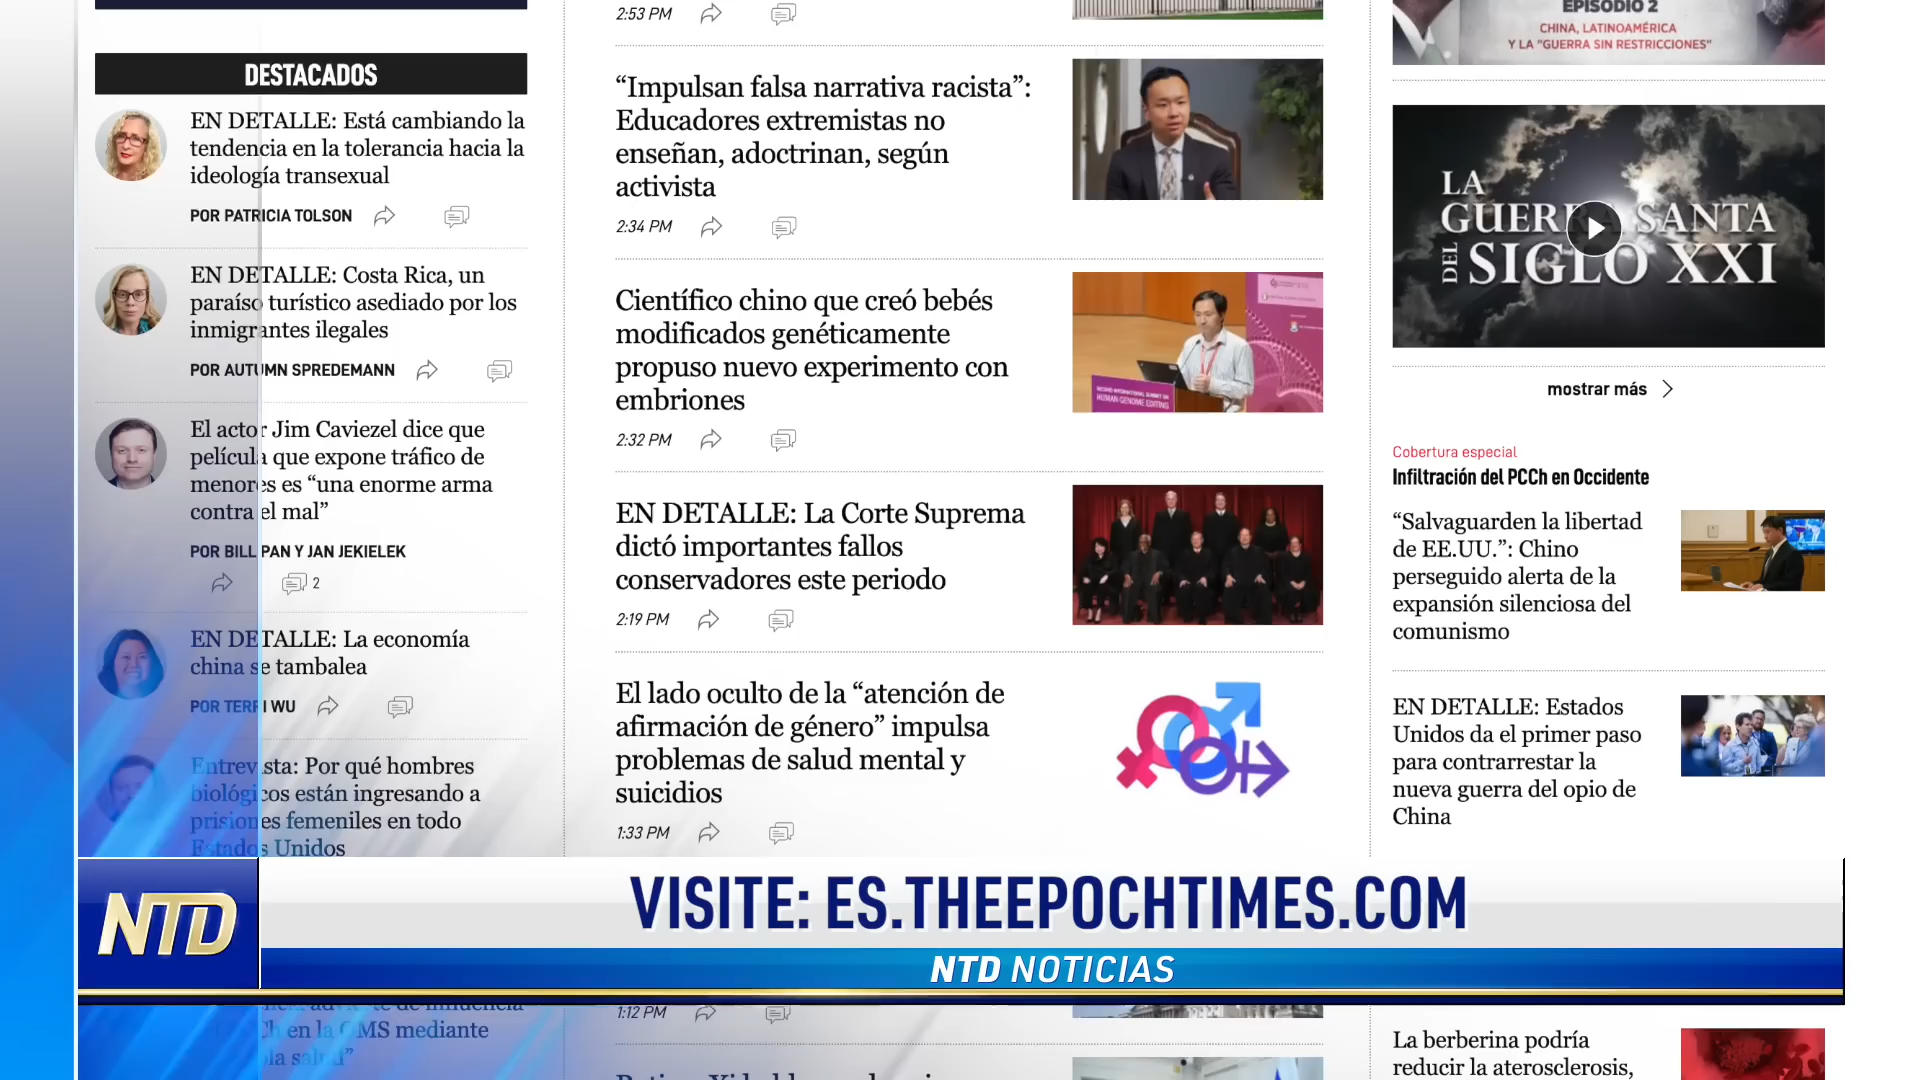 DESTACADOS
EN DETALLE: Está cambiando la
tendencia en la tolerancia hacia la
ideología transexual
POR PATRICIA TOLSON
EN DETALLE: Costa Rica, un
paraíso turístico asediado por los
inmigrantes ilegales
POR AUTUMN SPREDEMANN
El actor Jim Caviezel dice que
película que expone tráfico de
menores es “una enorme arma
contra el mal”
POR BILL PAN Y JAN JEKIELEK
2
EN DETALLE: La economía
china se tambalea
POR TERRI WU
Entrevista: Por qué hombres
biológicos están ingresando a
prisiones femeniles en todo
Estados Unidos
de influencia
en la OMS mediante
la salud”
2:53 PM
“Impulsan falsa narrativa racista”:
Educadores extremistas no
enseñan, adoctrinan, según
activista
2:34 PM
Científico chino que creó bebés
modificados genéticamente
propuso nuevo experimento con
embriones
2:32 PM
HUMAN GENOME EDITING
EN DETALLE: La Corte Suprema
dictó importantes fallos
conservadores este periodo
2:19 PM
El lado oculto de la “atención de
afirmación de género” impulsa
problemas de salud mental y
suicidios
1:33 PM
1:12 PM
EPISODIO 2
CHINA, LATINOAMÉRICA
Y LA "GUERRA SIN RESTRICCIONES"
LA
GUERRA SANTA
DEL SIGLO XXI
mostrar más
Cobertura especial
Infiltración del PCCh en Occidente
“Salvaguarden la libertad
de EE.UU.”: Chino
perseguido alerta de la
expansión silenciosa del
comunismo
EN DETALLE: Estados
Unidos da el primer paso
para contrarrestar la
nueva guerra del opio de
China
La berberina podría
reducir la aterosclerosis,
NTD
VISITE: ES.THEEPOCHTIMES.COM
NTD NOTICIAS